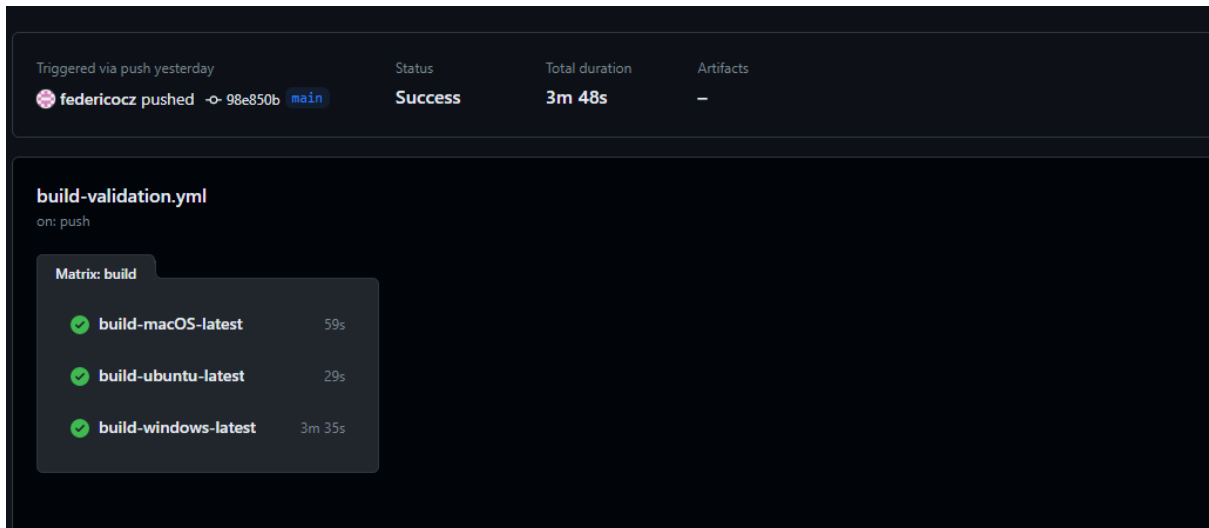 Triggered via push yesterday
federicocz pushed 98e850b main
Status
Success
Total duration
3m 48s
Artifacts
–
build-validation.yml
on: push
Matrix: build
build-macOS-latest 59s
build-ubuntu-latest 29s
build-windows-latest 3m 35s